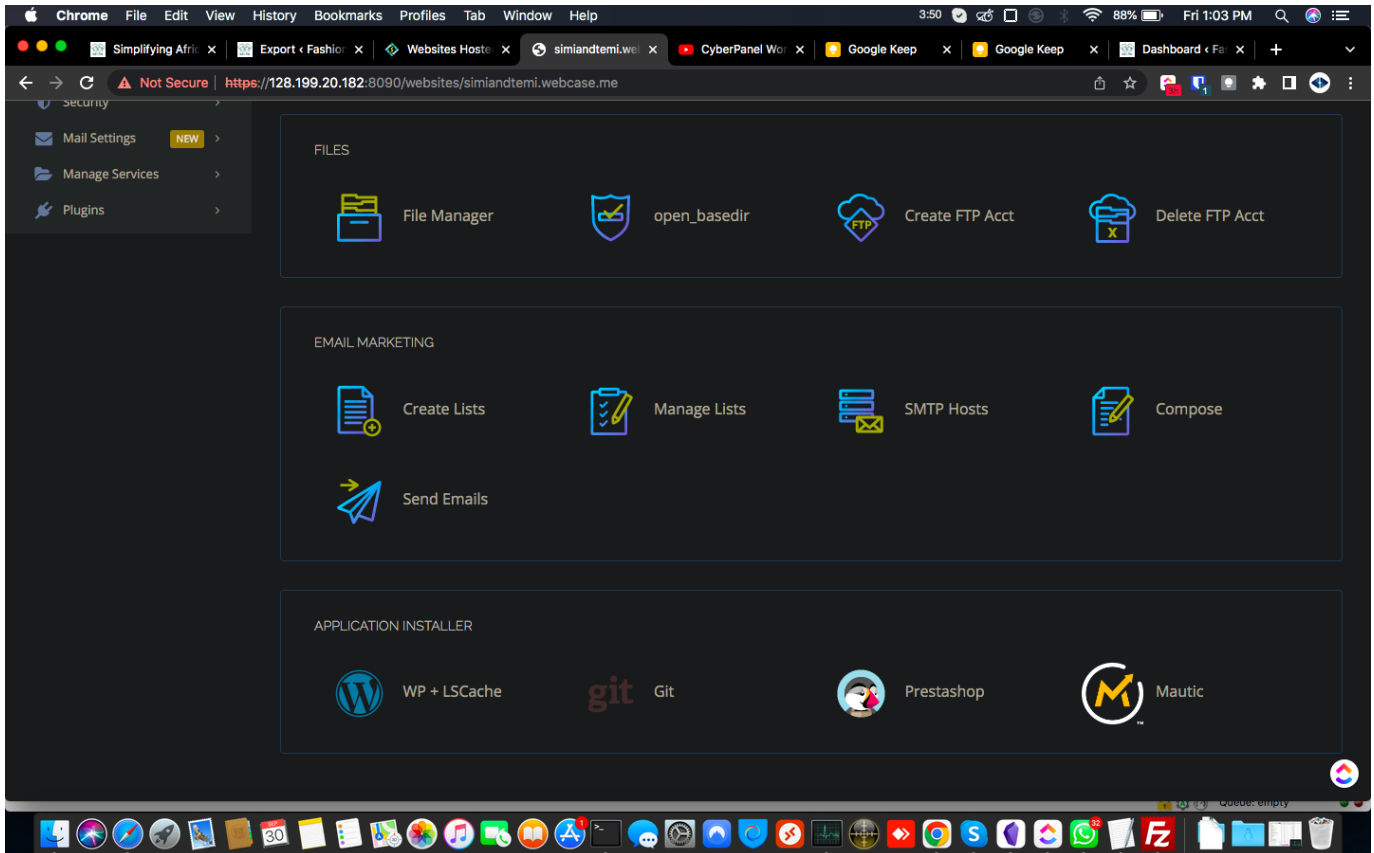 Chrome File Edit View History Bookmarks Profiles Tab Window Help 3:50 88% Fri 1:03 PM
Simplifying Afric Export ‹ Fashion Websites Hoste simiandtemi.we CyberPanel Wor Google Keep Google Keep Dashboard ‹ Fa
Not Secure https://128.199.20.182:8090/websites/simiandtemi.webcase.me
Security
Mail Settings NEW
Manage Services
Plugins
FILES
File Manager open_basedir Create FTP Acct Delete FTP Acct
EMAIL MARKETING
Create Lists Manage Lists SMTP Hosts Compose
Send Emails
APPLICATION INSTALLER
WP + LSCache git Git Prestashop Mautic
Queue: empty